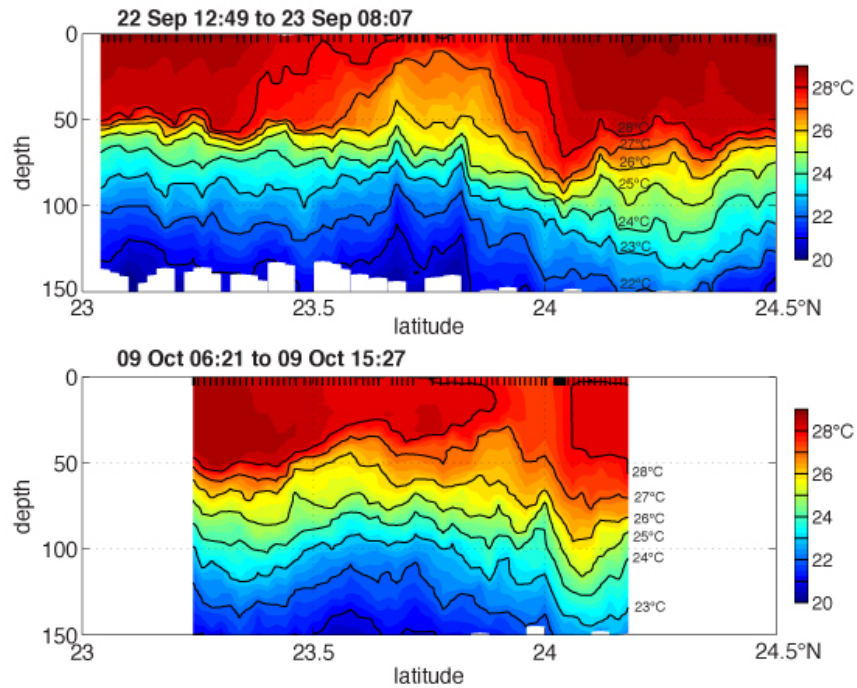 22 Sep 12:49 to 23 Sep 08:07
0
50
100
150
depth
28°C
27°C
26°C
25°C
24°C
23°C
22°C
23
23.5
24
24.5°N
latitude
28°C
26
24
22
20
09 Oct 06:21 to 09 Oct 15:27
0
50
100
150
depth
28°C
27°C
26°C
25°C
24°C
23°C
23
23.5
24
24.5°N
latitude
28°C
26
24
22
20